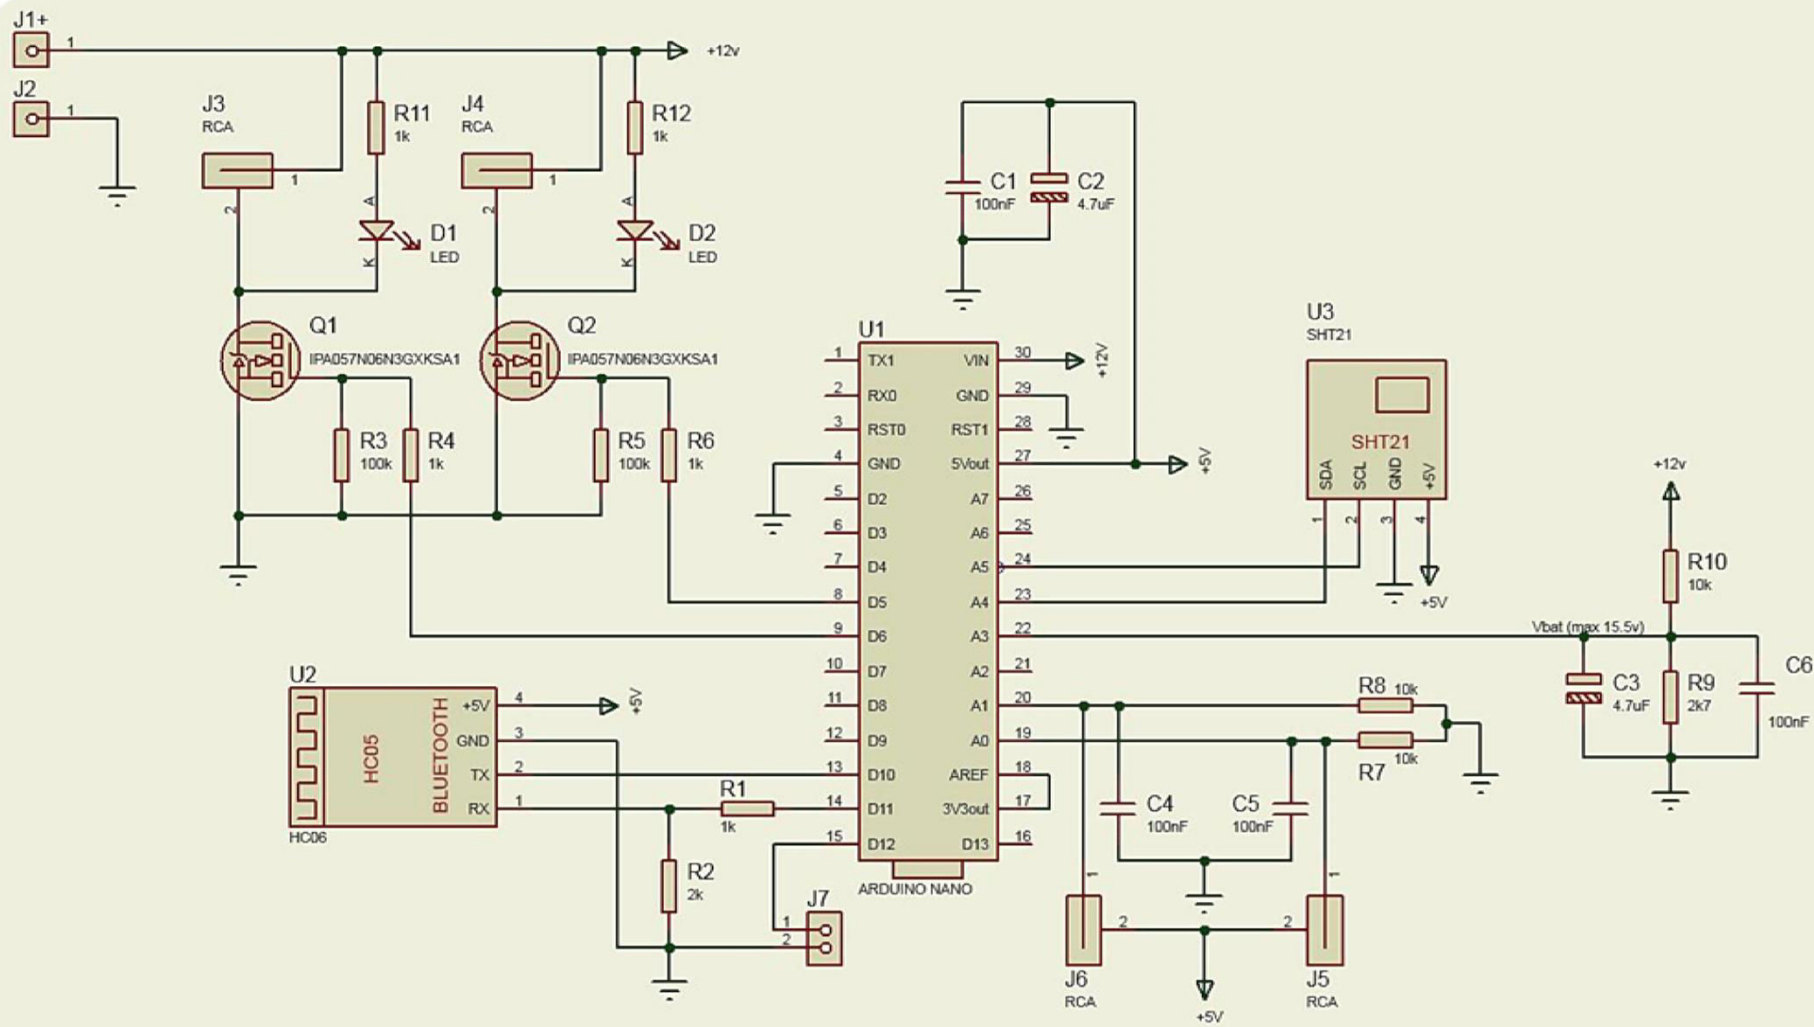 J1+
1
+12v
J2
1
J3
RCA
1
2
R11
1k
A
K
D1
LED
J4
RCA
1
2
R12
1k
A
K
D2
LED
Q1
IPA057N06N3GXKSA1
Q2
IPA057N06N3GXKSA1
R3
100k
R4
1k
R5
100k
R6
1k
C1
100nF
C2
4.7uF
U1
1 TX1
2 RX0
3 RST0
4 GND
5 D2
6 D3
7 D4
8 D5
9 D6
10 D7
11 D8
12 D9
13 D10
14 D11
15 D12
VIN 30
GND 29
RST1 28
5Vout 27
A7 26
A6 25
A5 24
A4 23
A3 22
A2 21
A1 20
A0 19
AREF 18
3V3out 17
D13 16
ARDUINO NANO
+12V
+5V
U3
SHT21
SHT21
SDA
SCL
GND
+5V
1
2
3
4
+5V
+12v
R10
10k
Vbat (max 15.5v)
C3
4.7uF
R9
2k7
C6
100nF
U2
HC05
BLUETOOTH
+5V 4
GND 3
TX 2
RX 1
HC06
+5V
R1
1k
R2
2k
J7
1
2
R8 10k
R7 10k
C4
100nF
C5
100nF
1
2
J6
RCA
1
2
J5
RCA
+5V